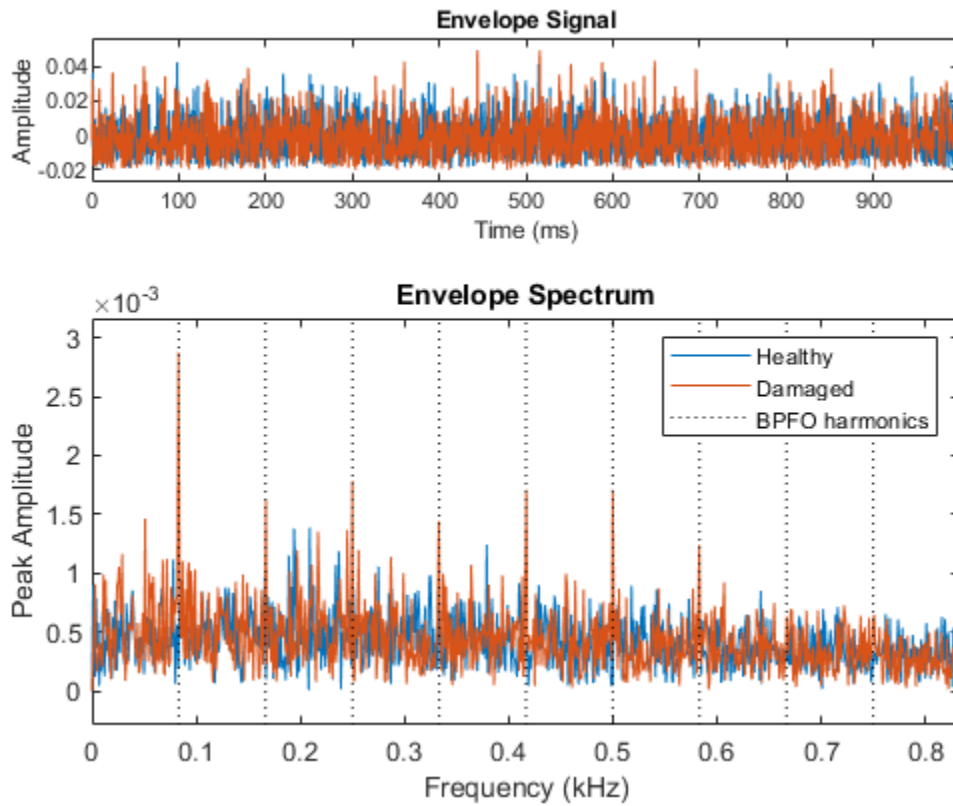 Envelope Signal
Amplitude
0.04
0.02
0
-0.02
0 100 200 300 400 500 600 700 800 900
Time (ms)
×10-3
Envelope Spectrum
Peak Amplitude
3
2.5
2
1.5
1
0.5
0
Healthy
Damaged
BPFO harmonics
0 0.1 0.2 0.3 0.4 0.5 0.6 0.7 0.8
Frequency (kHz)